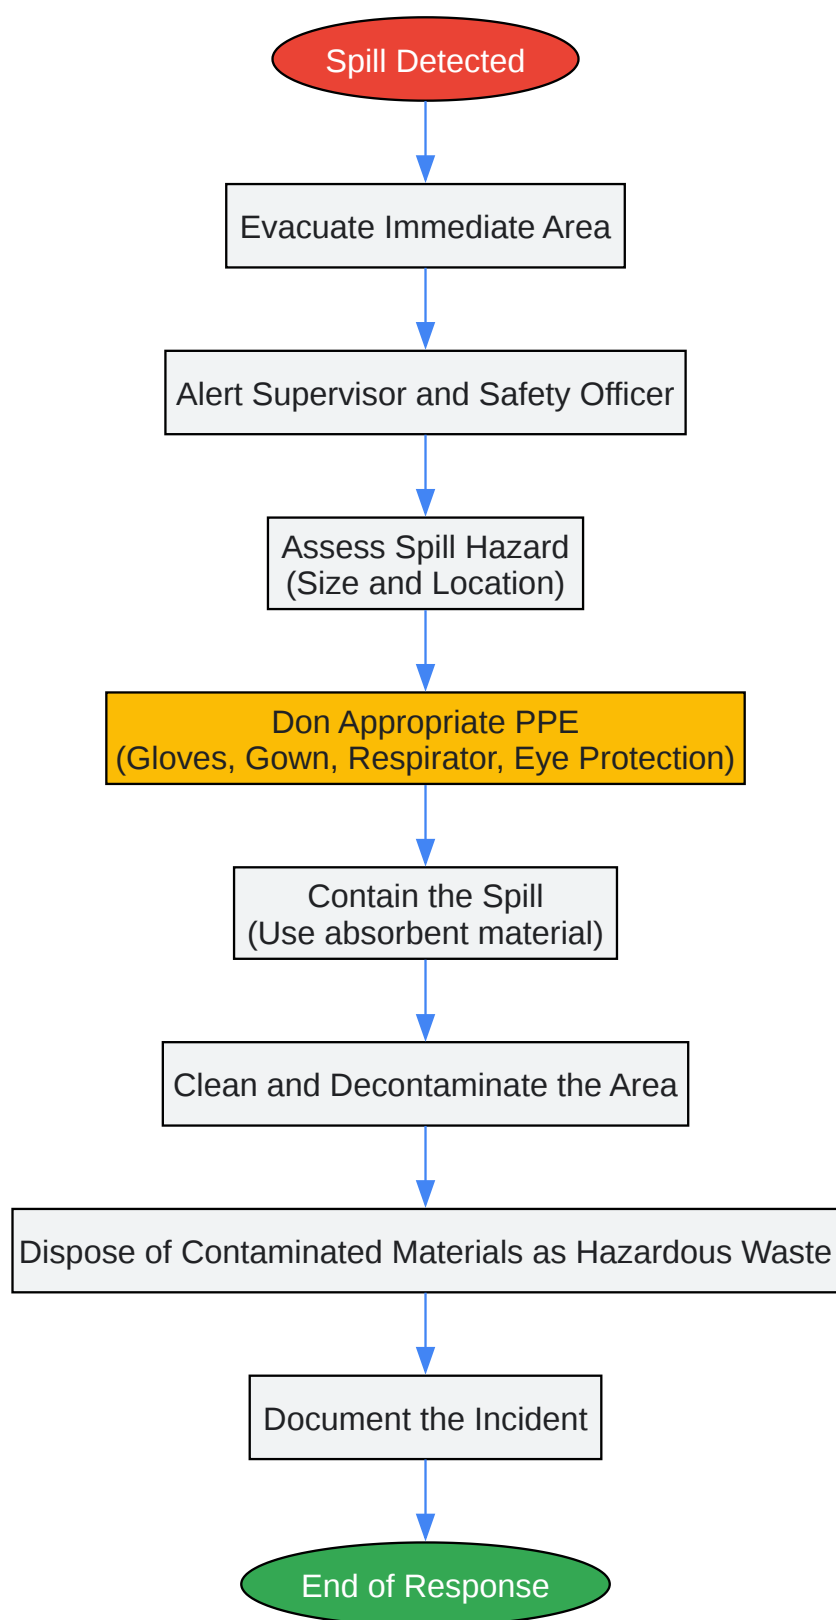 Spill Detected
Evacuate Immediate Area
Alert Supervisor and Safety Officer
Assess Spill Hazard
(Size and Location)
Don Appropriate PPE
(Gloves, Gown, Respirator, Eye Protection)
Contain the Spill
(Use absorbent material)
Clean and Decontaminate the Area
Dispose of Contaminated Materials as Hazardous Waste
Document the Incident
End of Response